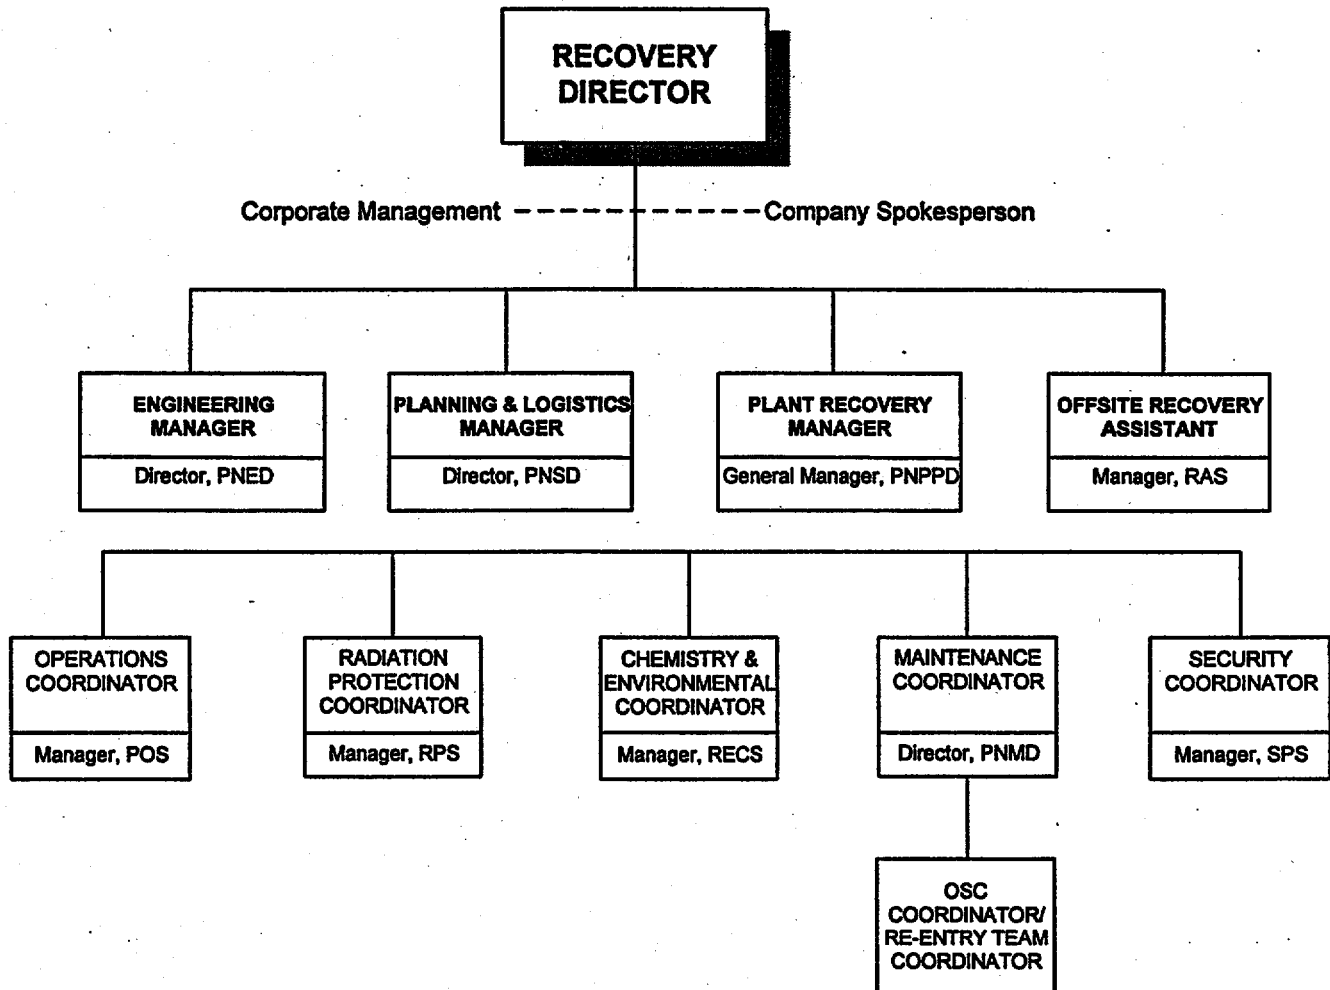 RECOVERY
DIRECTOR
Corporate Management
Company Spokesperson
ENGINEERING
MANAGER
Director, PNED
PLANNING & LOGISTICS
MANAGER
Director, PNSD
PLANT RECOVERY
MANAGER
General Manager, PNPPD
OFFSITE RECOVERY
ASSISTANT
Manager, RAS
OPERATIONS
COORDINATOR
Manager, POS
RADIATION
PROTECTION
COORDINATOR
Manager, RPS
CHEMISTRY &
ENVIRONMENTAL
COORDINATOR
Manager, RECS
MAINTENANCE
COORDINATOR
Director, PNMD
SECURITY
COORDINATOR
Manager, SPS
OSC
COORDINATOR/
RE-ENTRY TEAM
COORDINATOR